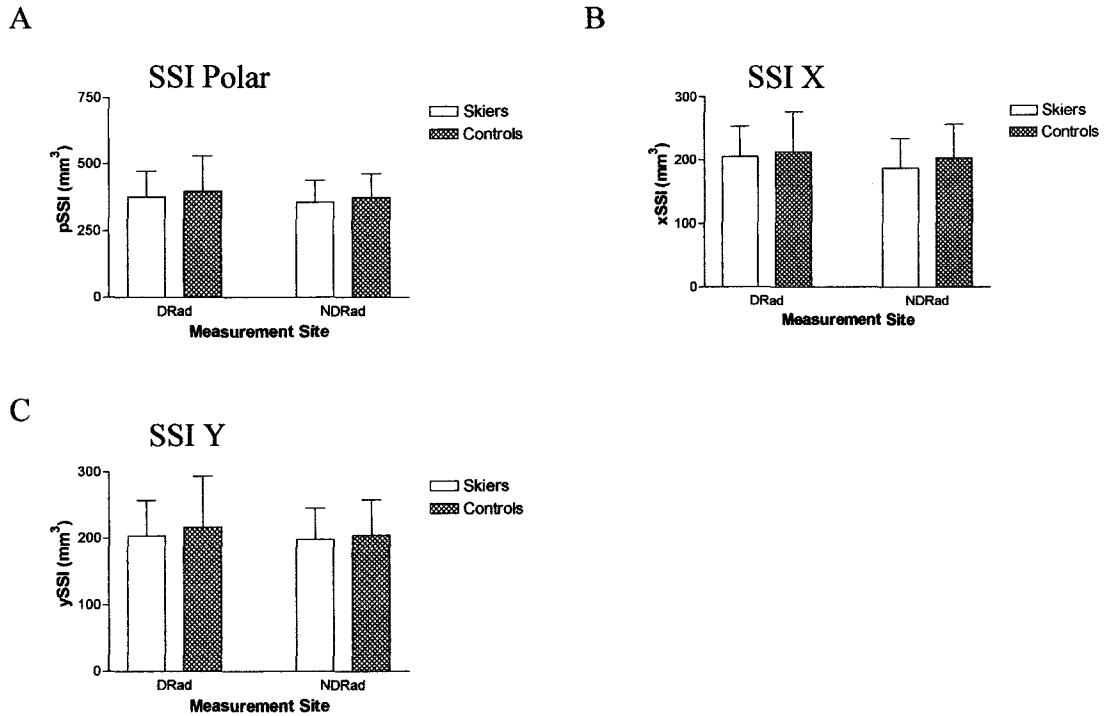 A
SSI Polar
750
500
250
0
pSSI (mm³)
DRad
NDRad
Measurement Site
Skiers
Controls
B
SSI X
300
200
100
0
xSSI (mm³)
DRad
NDRad
Measurement Site
Skiers
Controls
C
SSI Y
300
200
100
0
ySSI (mm³)
DRad
NDRad
Measurement Site
Skiers
Controls